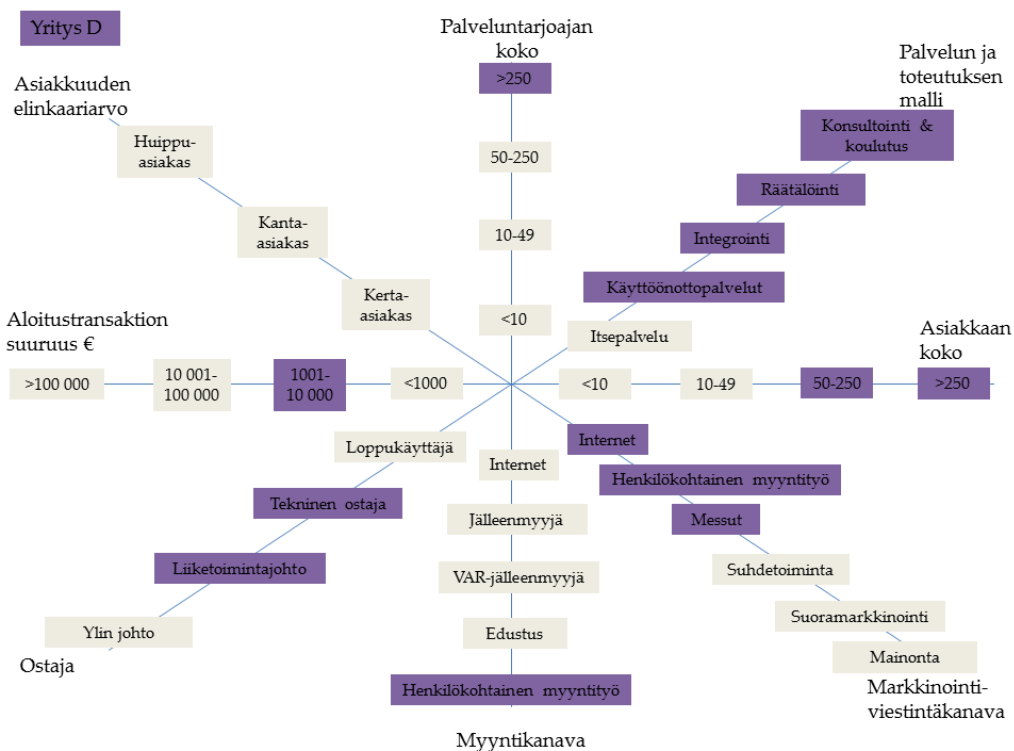 Yritys D
Palveluntarjoajan
koko
>250
50-250
10-49
<10
Palvelun ja
toteutuksen
malli
Konsultointi &
koulutus
Räätälöinti
Integrointi
Käyttöönottopalvelut
Itsepalvelu
Asiakkuuden
elinkaariarvo
Huippu-
asiakas
Kanta-
asiakas
Kerta-
asiakas
Aloitustransaktion
suuruus €
>100 000
10 001-
100 000
1001-
10 000
<1000
Asiakkaan
koko
<10
10-49
50-250
>250
Loppukäyttäjä
Tekninen ostaja
Liiketoimintajohto
Ylin johto
Ostaja
Internet
Jälleenmyyjä
VAR-jälleenmyyjä
Edustus
Henkilökohtainen myyntityö
Myyntikanava
Internet
Henkilökohtainen myyntityö
Messut
Suhdetoiminta
Suoramarkkinointi
Mainonta
Markkinointi-
viestintäkanava